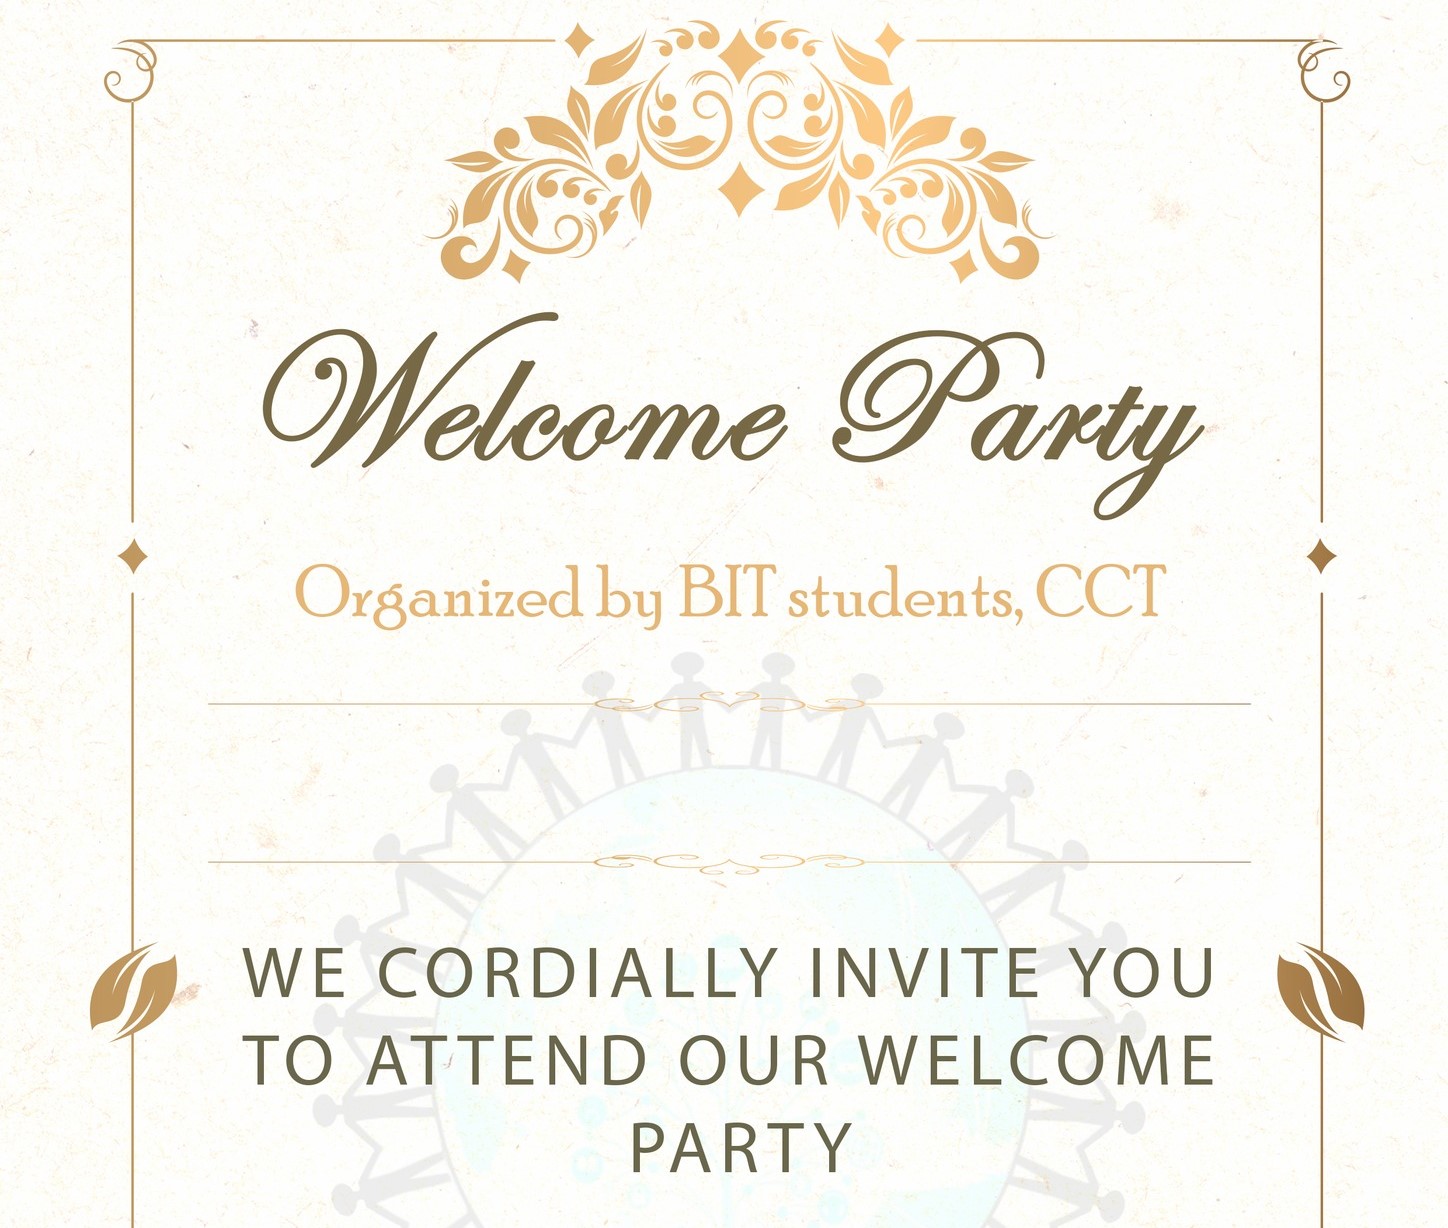 Welcome Party
Organized by BIT students, CCT
WE CORDIALLY INVITE YOU
TO ATTEND OUR WELCOME
PARTY